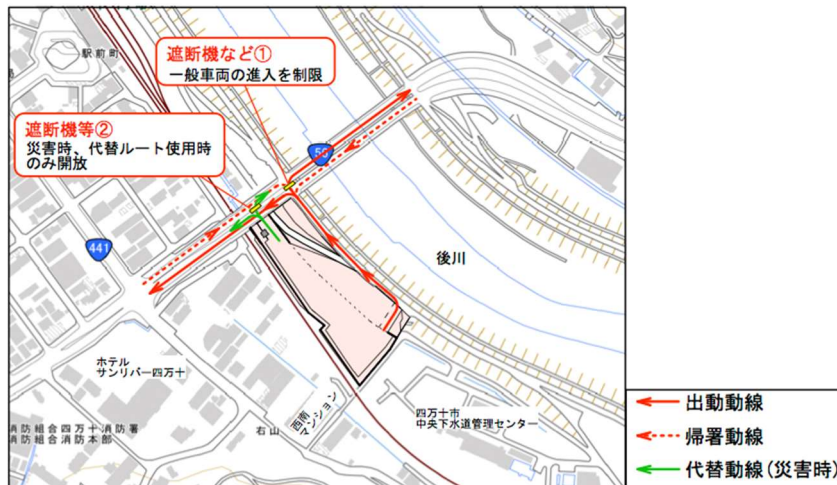 駅前町
遮断機など①
一般車両の進入を制限
遮断機等②
災害時、代替ルート使用時
のみ開放
441
後川
ホテル
サンリバー四万十
消防組合四万十消防署
消防組合消防本部
右山
西南
マンション
四万十市
中央下水道管理センター
出動動線
帰署動線
代替動線(災害時)